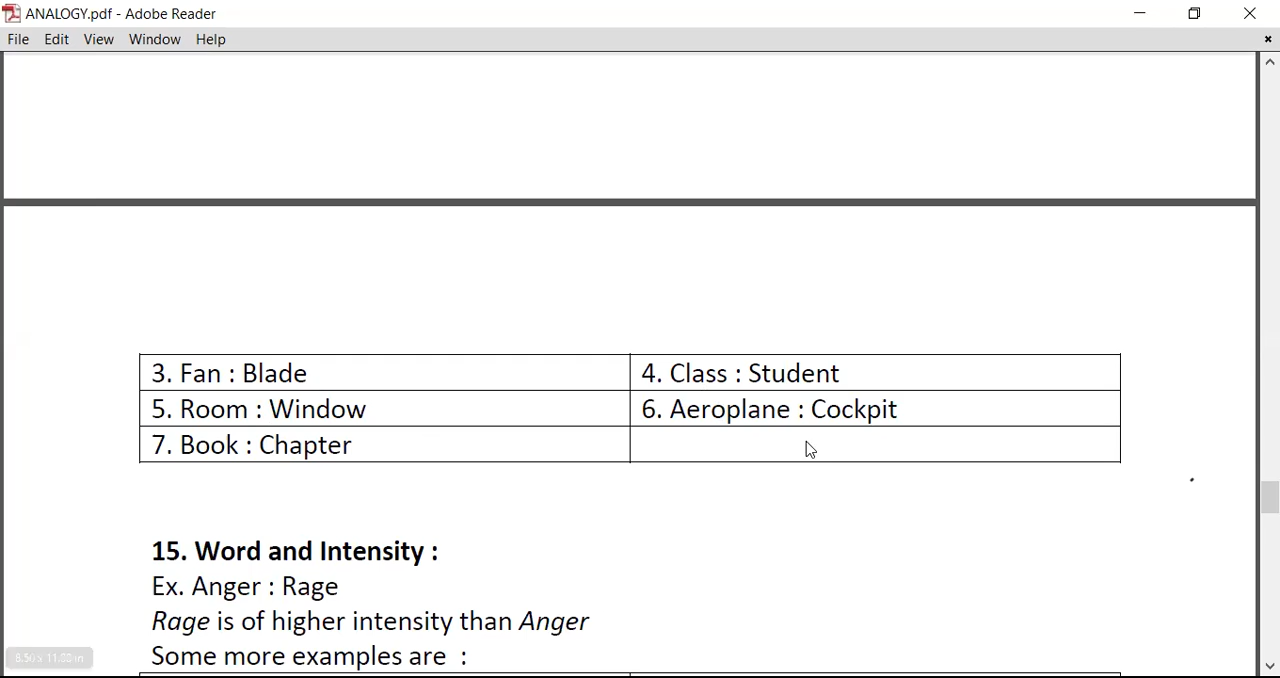 ANALOGY.pdf - Adobe Reader
File Edit View Window Help
3. Fan : Blade
4. Class : Student
5. Room : Window
6. Aeroplane : Cockpit
7. Book : Chapter
15. Word and Intensity :
Ex. Anger : Rage
Rage is of higher intensity than Anger
Some more examples are :